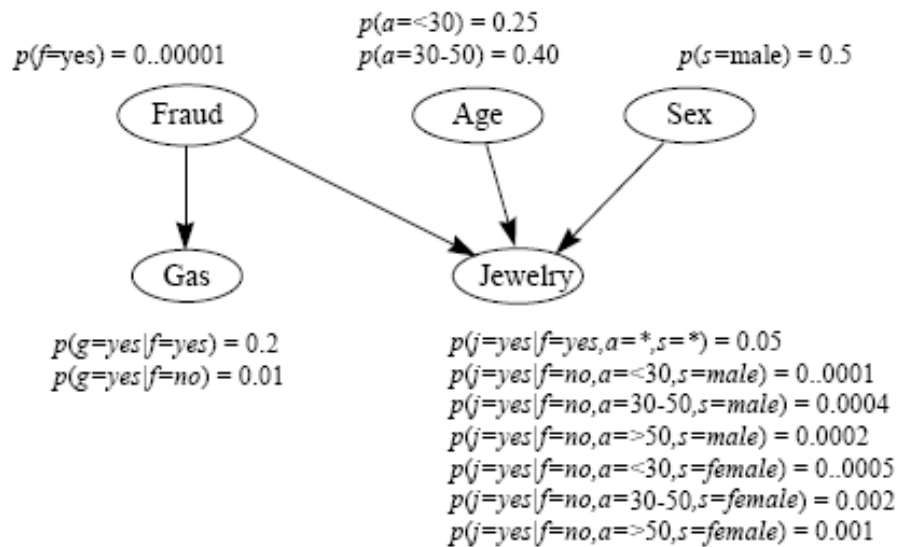 p(a=<30) = 0.25
p(f=yes) = 0..00001 p(a=30-50) = 0.40 p(s=male) = 0.5
Fraud Age Sex
Gas Jewelry
p(g=yes|f=yes) = 0.2
p(g=yes|f=no) = 0.01
p(j=yes|f=yes,a=*,s=*) = 0.05
p(j=yes|f=no,a=<30,s=male) = 0..0001
p(j=yes|f=no,a=30-50,s=male) = 0.0004
p(j=yes|f=no,a=>50,s=male) = 0.0002
p(j=yes|f=no,a=<30,s=female) = 0..0005
p(j=yes|f=no,a=30-50,s=female) = 0.002
p(j=yes|f=no,a=>50,s=female) = 0.001